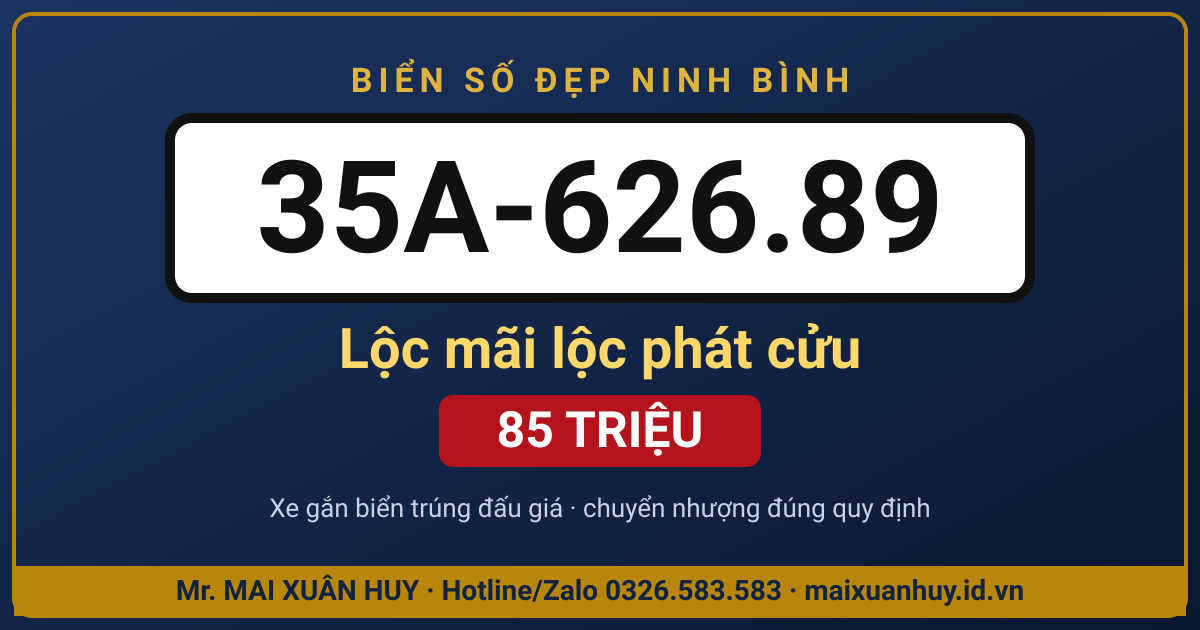 BIỂN SỐ ĐẸP NINH BÌNH
35A-626.89
Lộc mãi lộc phát cửu
85 TRIỆU
Xe gắn biển trúng đấu giá · chuyển nhượng đúng quy định
Mr. MAI XUÂN HUY · Hotline/Zalo 0326.583.583 · maixuanhuy.id.vn